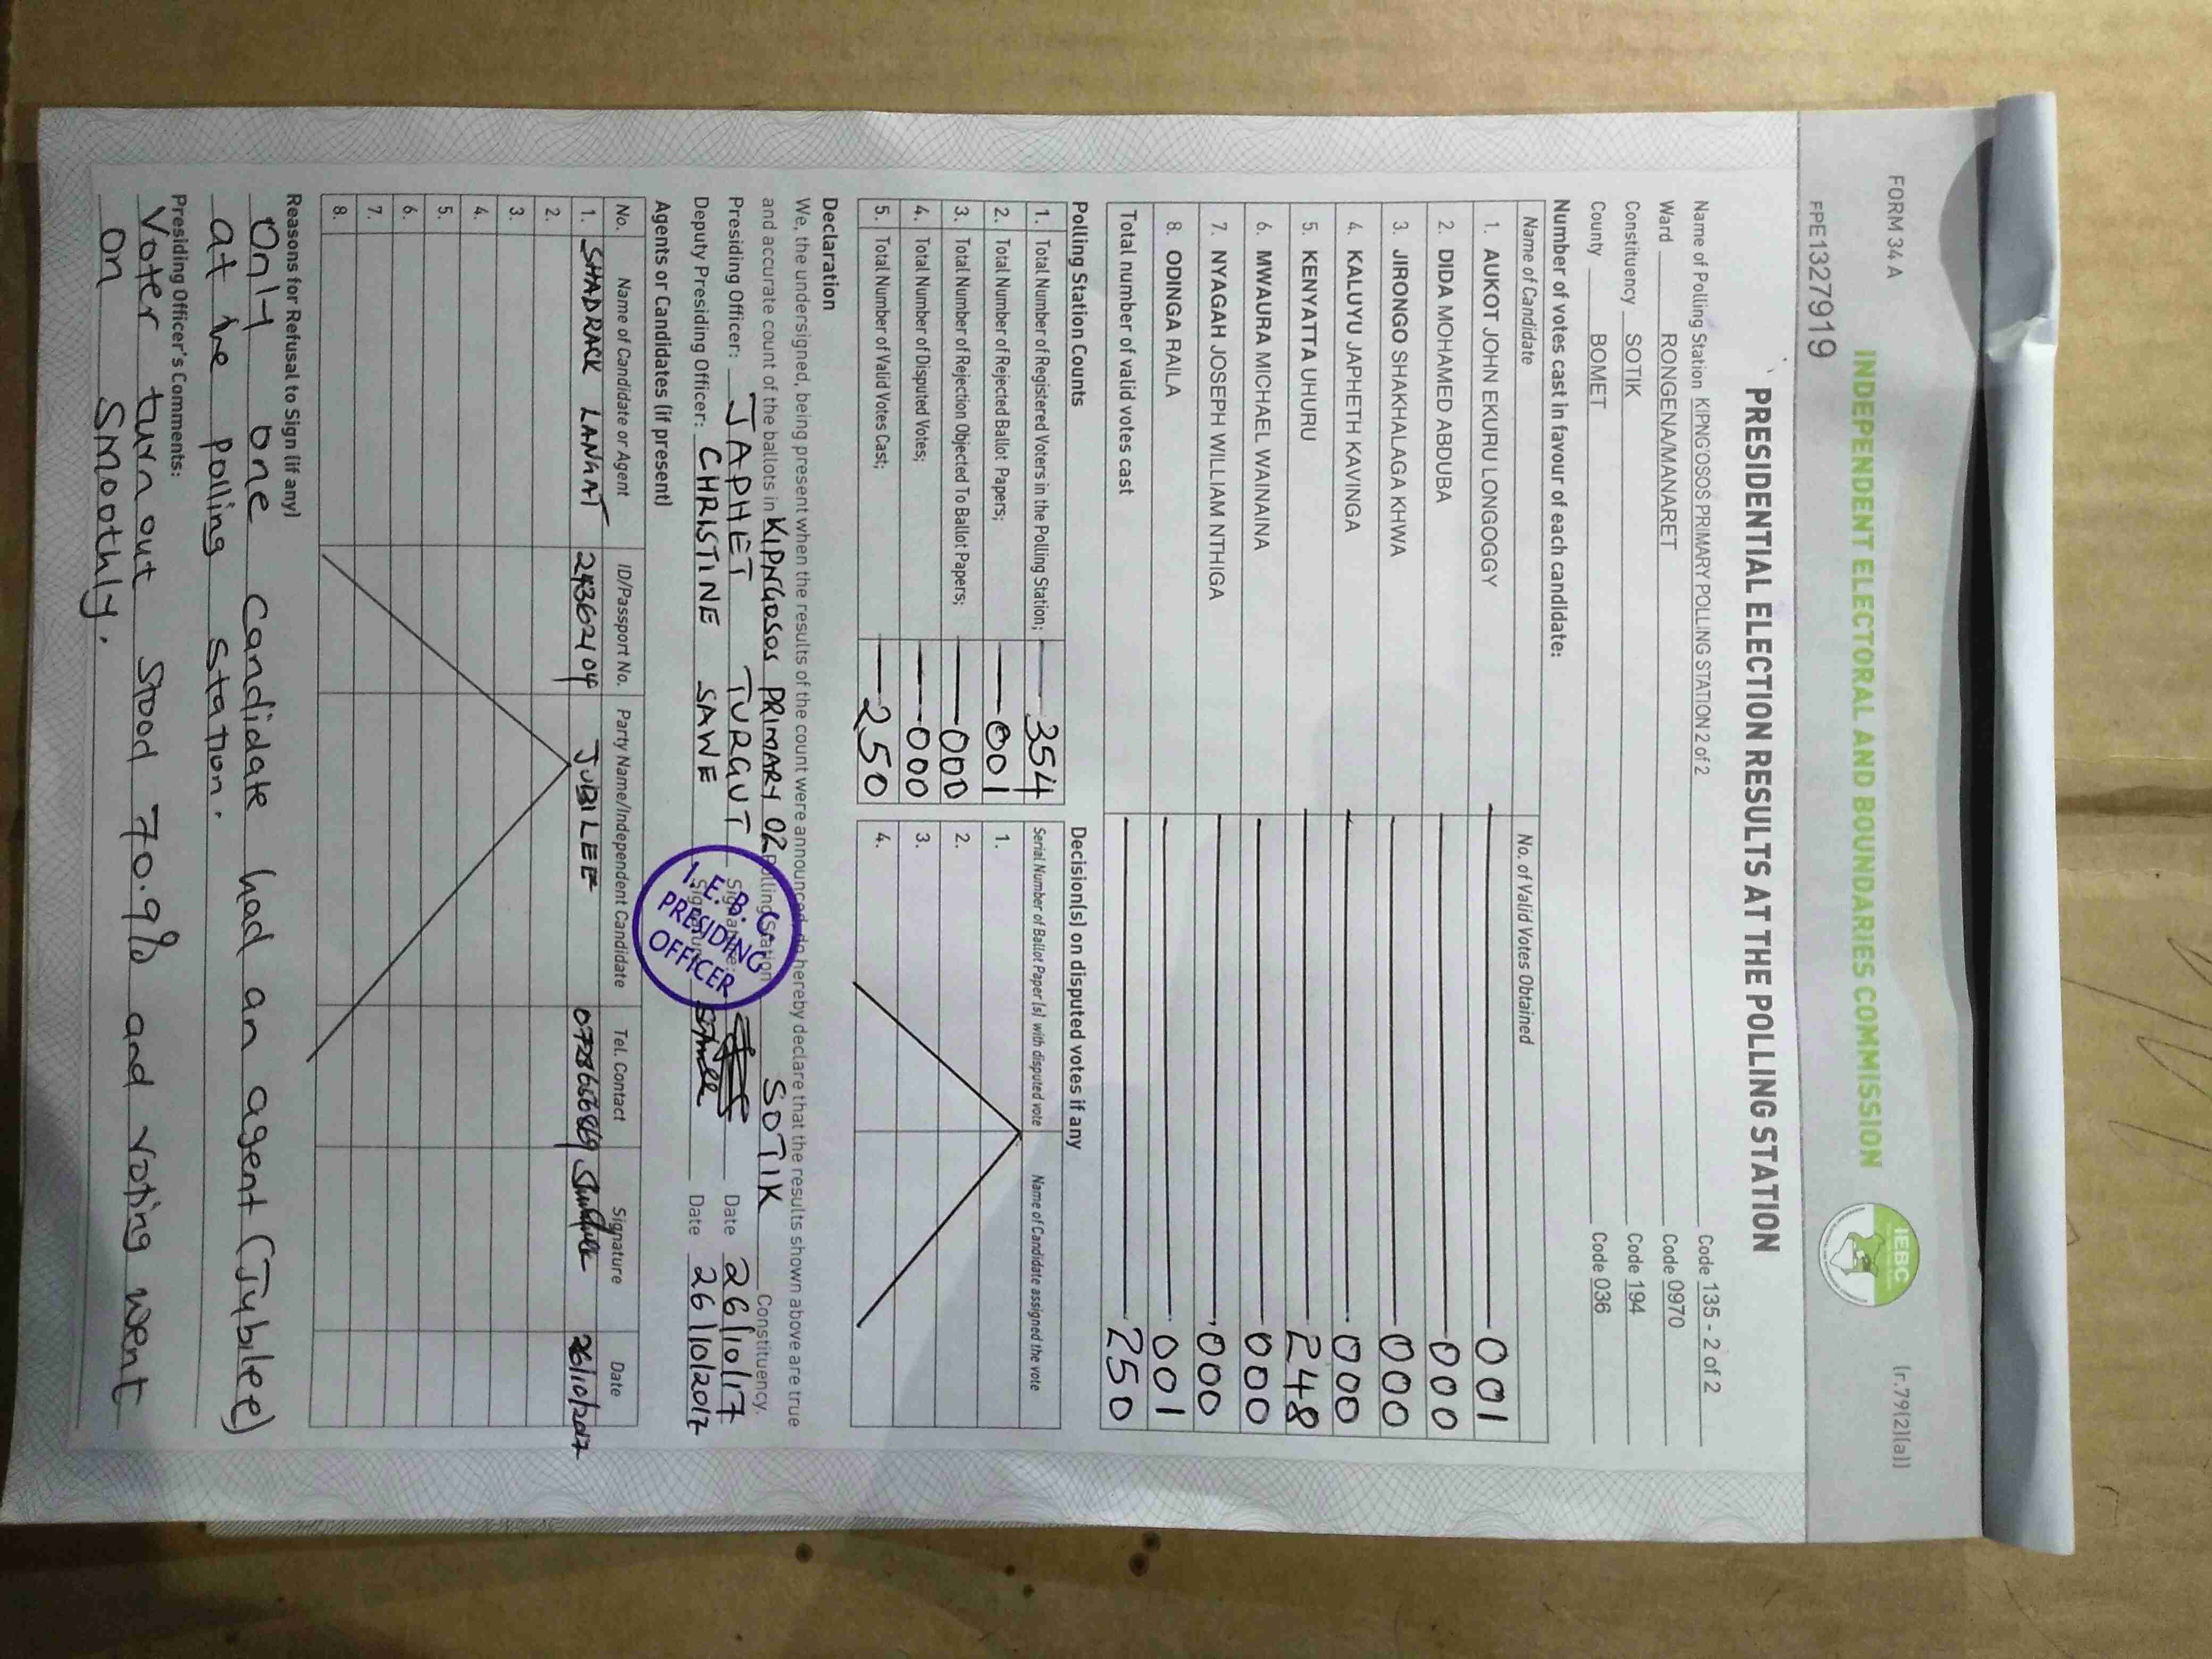 FORM 34 A
(r.79(2)(a))
INDEPENDENT ELECTORAL AND BOUNDARIES COMMISSION
IEBC
FPE1327919
PRESIDENTIAL ELECTION RESULTS AT THE POLLING STATION
Name of Polling Station KIPNG'OSOS PRIMARY POLLING STATION 2 of 2 Code 135 - 2 of 2
Ward RONGENA/MANARET Code 0970
Constituency SOTIK Code 194
County BOMET Code 036
Number of votes cast in favour of each candidate:
Name of Candidate No. of Valid Votes Obtained
1. AUKOT JOHN EKURU LONGOGGY 001
2. DIDA MOHAMED ABDUBA 000
3. JIRONGO SHAKHALAGA KHWA 000
4. KALUYU JAPHETH KAVINGA 000
5. KENYATTA UHURU 248
6. MWAURA MICHAEL WAINAINA 000
7. NYAGAH JOSEPH WILLIAM NTHIGA 000
8. ODINGA RAILA 001
Total number of valid votes cast 250
Polling Station Counts
1. Total Number of Registered Voters in the Polling Station; 354
2. Total Number of Rejected Ballot Papers; 001
3. Total Number of Rejection Objected To Ballot Papers; 000
4. Total Number of Disputed Votes; 000
5. Total Number of Valid Votes Cast; 250
Decision(s) on disputed votes if any
Serial Number of Ballot Paper (s) with disputed vote Name of Candidate assigned the vote
1.
2.
3.
4.
Declaration
We, the undersigned, being present when the results of the count were announced, do hereby declare that the results shown above are true
and accurate count of the ballots in KIPNGOSOS PRIMARY 02 Polling Station SOTIK Constituency.
Presiding Officer: JAPHET TURGUT Signature: Date 26/10/17
Deputy Presiding Officer: CHRISTINE SAWE Signature: Date 26/10/2017
I.E.B.C.
PRESIDING
OFFICER
Agents or Candidates (if present)
No. Name of Candidate or Agent ID/Passport No. Party Name/Independent Candidate Tel. Contact Signature Date
1. SHADRACK LANGAT JUBILEE 26/10/2017
2.
3.
4.
5.
6.
7.
8.
Reasons for Refusal to Sign (if any)
Only one candidate had an agent (Jubilee)
at he polling station.
Presiding Officer's Comments:
Voter turn out stood 70.9% and voting went
on smoothly.